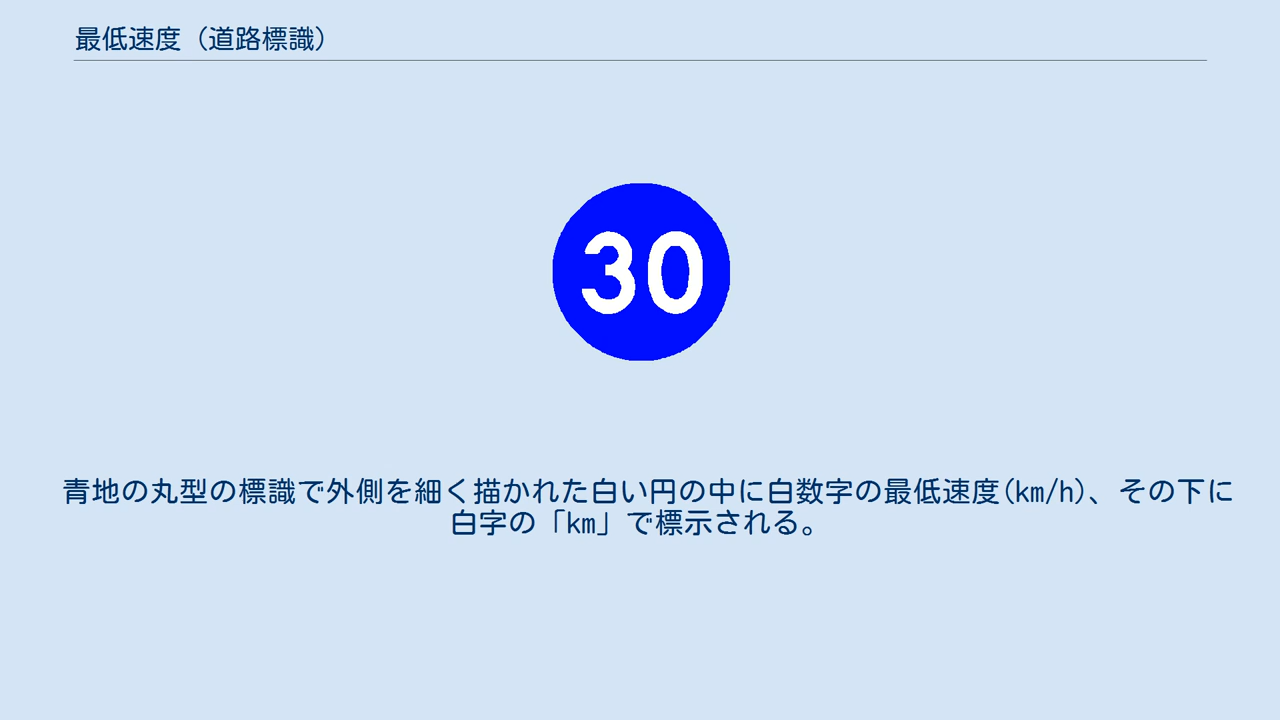 最低速度（道路標識）
30
青地の丸型の標識で外側を細く描かれた白い円の中に白数字の最低速度(km/h)、その下に
白字の「km」で標示される。